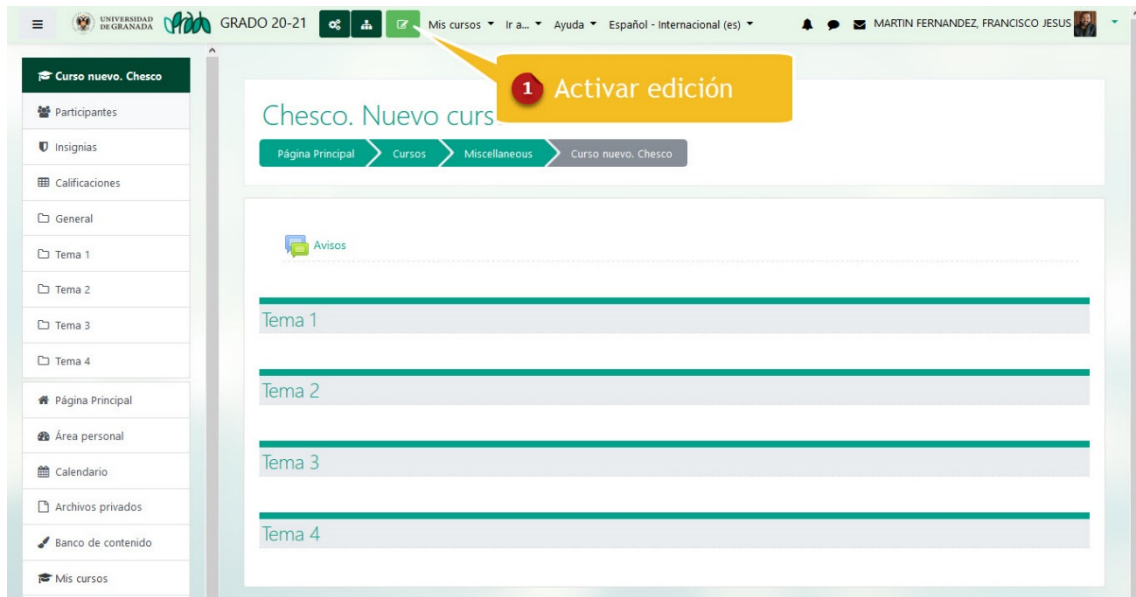 UNIVERSIDAD
DE GRANADA
GRADO 20-21
Mis cursos
Ir a...
Ayuda
Español - Internacional (es)
MARTIN FERNANDEZ, FRANCISCO JESUS
1 Activar edición
Curso nuevo. Chesco
Participantes
Insignias
Calificaciones
General
Tema 1
Tema 2
Tema 3
Tema 4
Página Principal
Área personal
Calendario
Archivos privados
Banco de contenido
Mis cursos
Chesco. Nuevo curs
Página Principal
Cursos
Miscellaneous
Curso nuevo. Chesco
Avisos
Tema 1
Tema 2
Tema 3
Tema 4